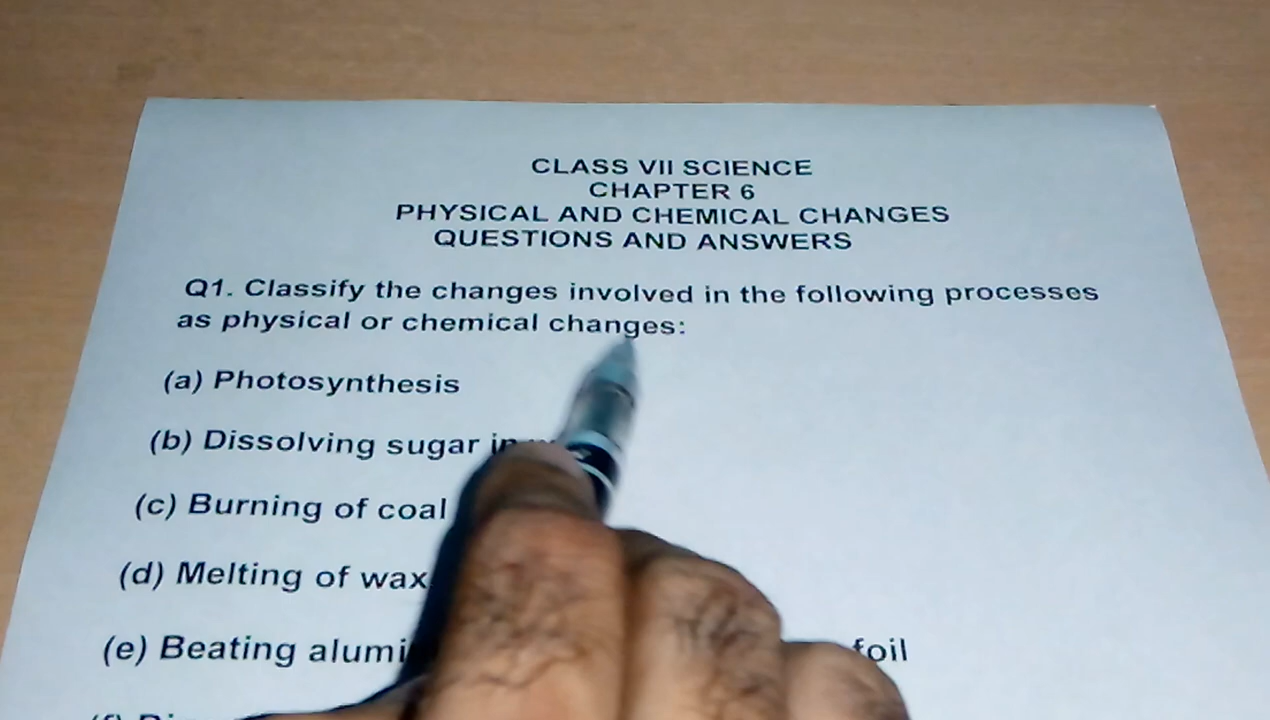 CLASS VII SCIENCE
CHAPTER 6
PHYSICAL AND CHEMICAL CHANGES
QUESTIONS AND ANSWERS
Q1. Classify the changes involved in the following processes
as physical or chemical changes:
(a) Photosynthesis
(b) Dissolving sugar in
(c) Burning of coal
(d) Melting of wax
(e) Beating foil